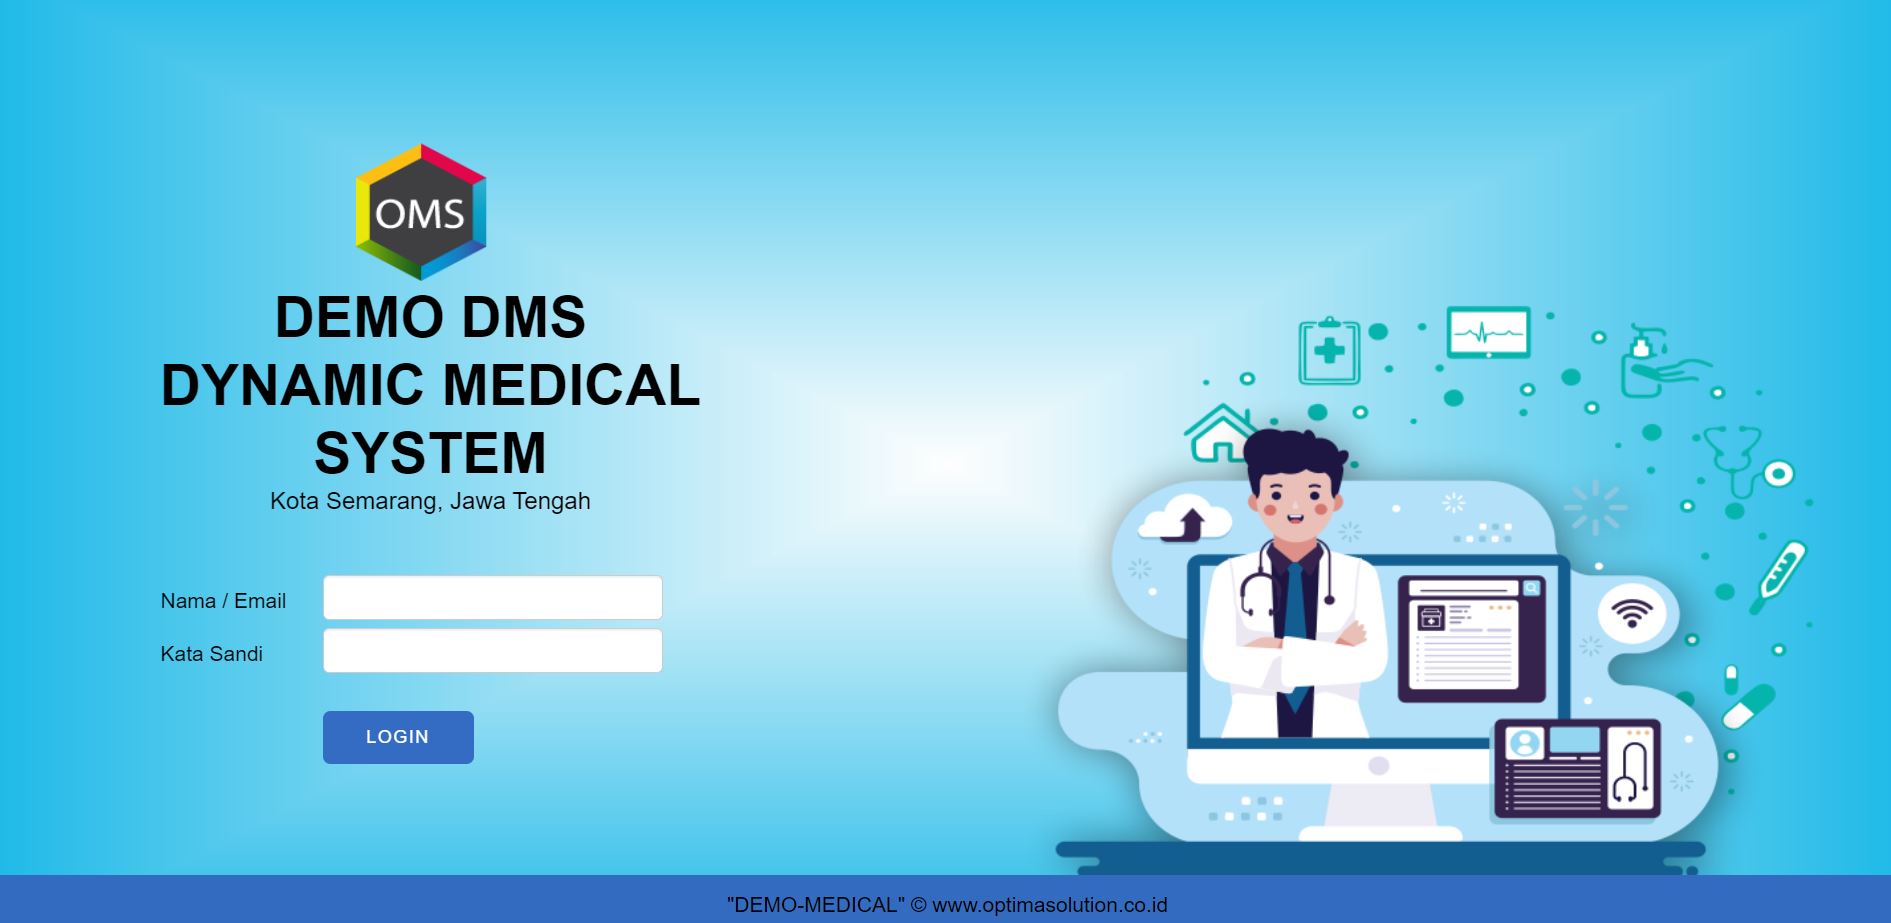 OMS
DEMO DMS
DYNAMIC MEDICAL
SYSTEM
Kota Semarang, Jawa Tengah
Nama / Email
Kata Sandi
LOGIN
"DEMO-MEDICAL" © www.optimasolution.co.id